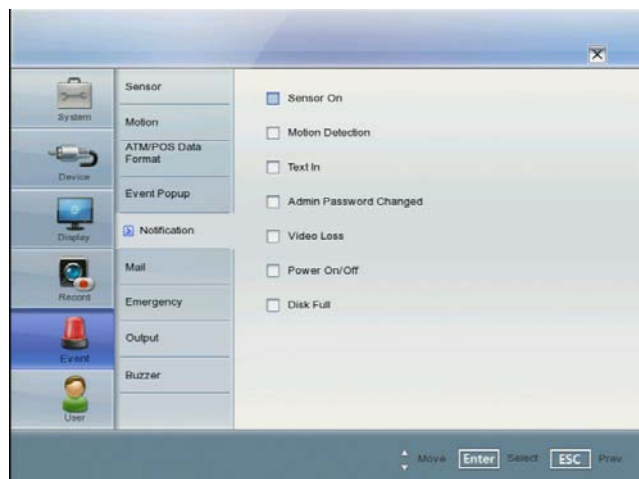 System
Device
Display
Record
Event
User
Sensor
Motion
ATM/POS Data
Format
Event Popup
Notification
Mail
Emergency
Output
Buzzer
Sensor On
Motion Detection
Text In
Admin Password Changed
Video Loss
Power On/Off
Disk Full
Move Enter Select ESC Prev.